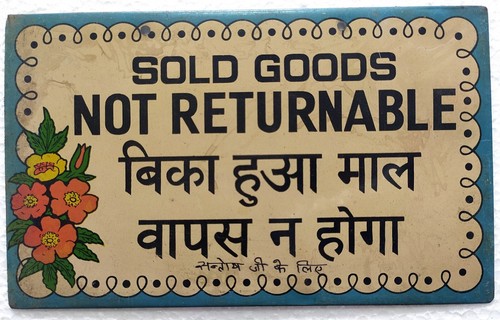 SOLD GOODS
NOT RETURNABLE
बिका हुआ माल
वापस न होगा
सन्तोष जी के लिए